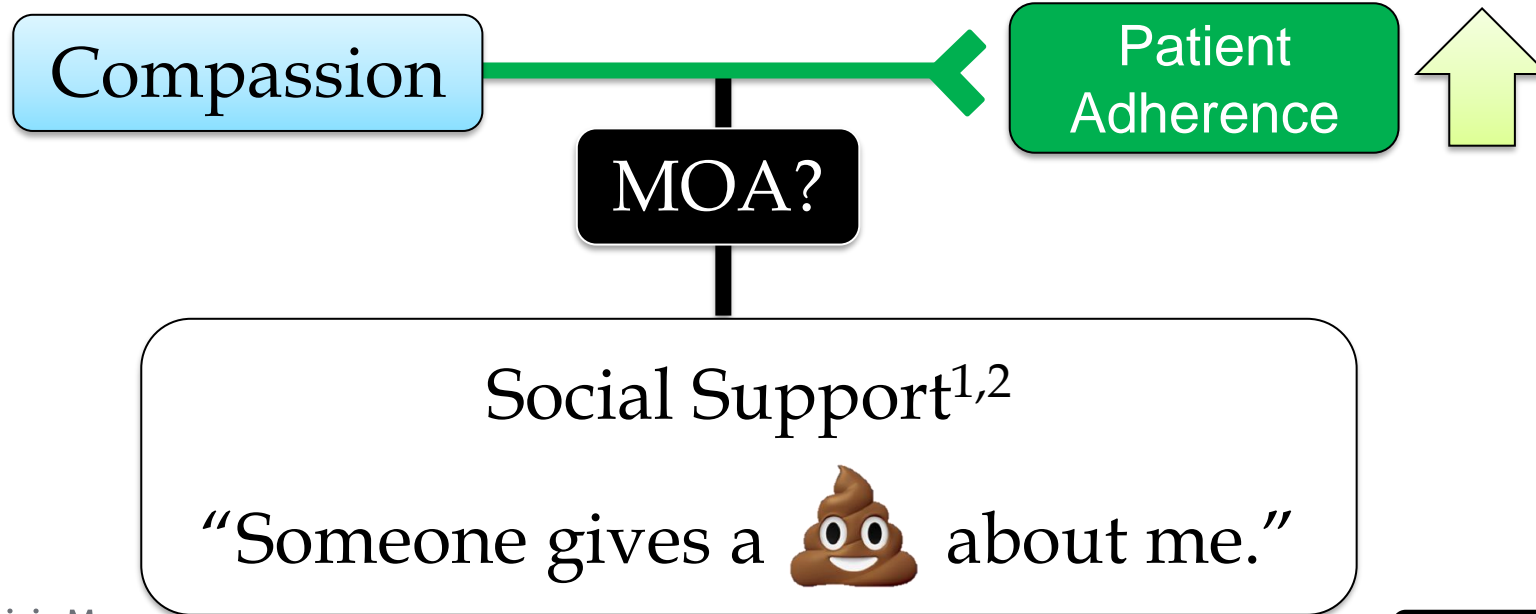 Compassion
Patient
Adherence
MOA?
Social Support1,2
“Someone gives a 💩 about me.”